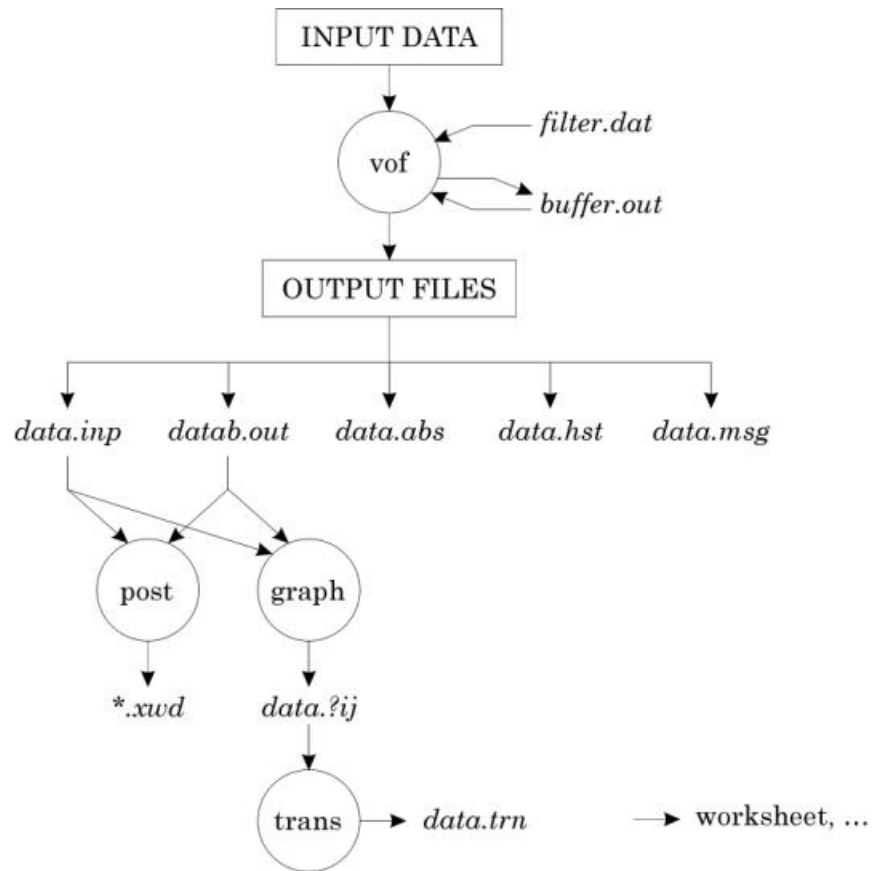 INPUT DATA
filter.dat
vof
buffer.out
OUTPUT FILES
data.inp datab.out data.abs data.hst data.msg
post graph
*.xwd data.?ij
trans data.trn worksheet, ...